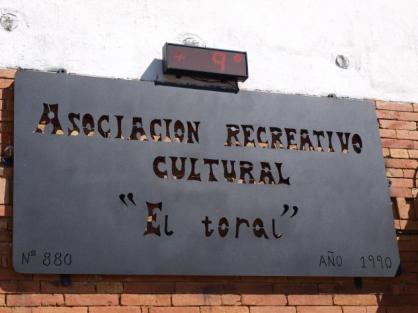 + 9°
ASOCIACION RECREATIVO
CULTURAL
"El toral"
Nº 880 AÑO 1990